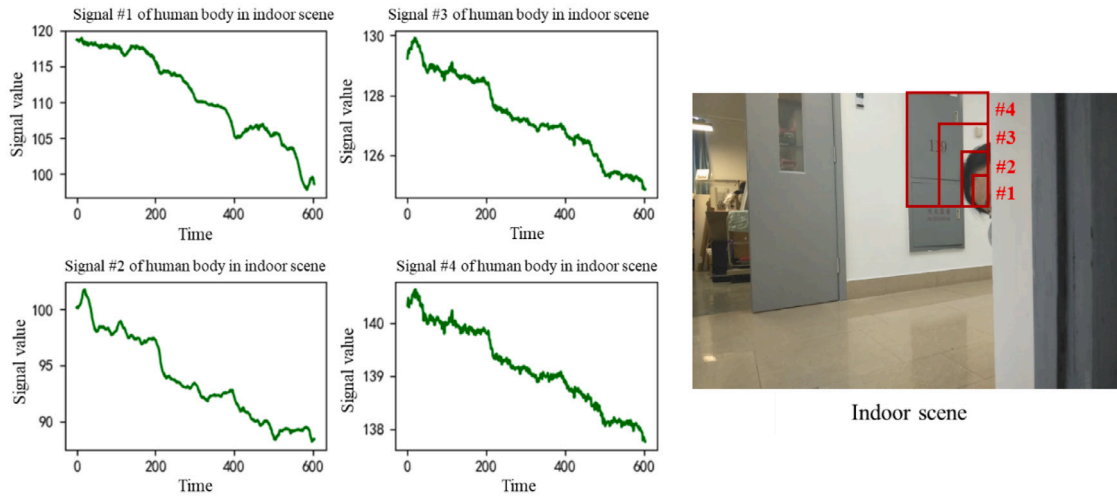 Signal #1 of human body in indoor scene
Signal value
120
115
110
105
100
0
200
400
600
Time
Signal #3 of human body in indoor scene
Signal value
130
128
126
0
200
400
600
Time
Signal #2 of human body in indoor scene
Signal value
100
95
90
0
200
400
600
Time
Signal #4 of human body in indoor scene
Signal value
140
139
138
0
200
400
600
Time
#4
#3
#2
#1
Indoor scene